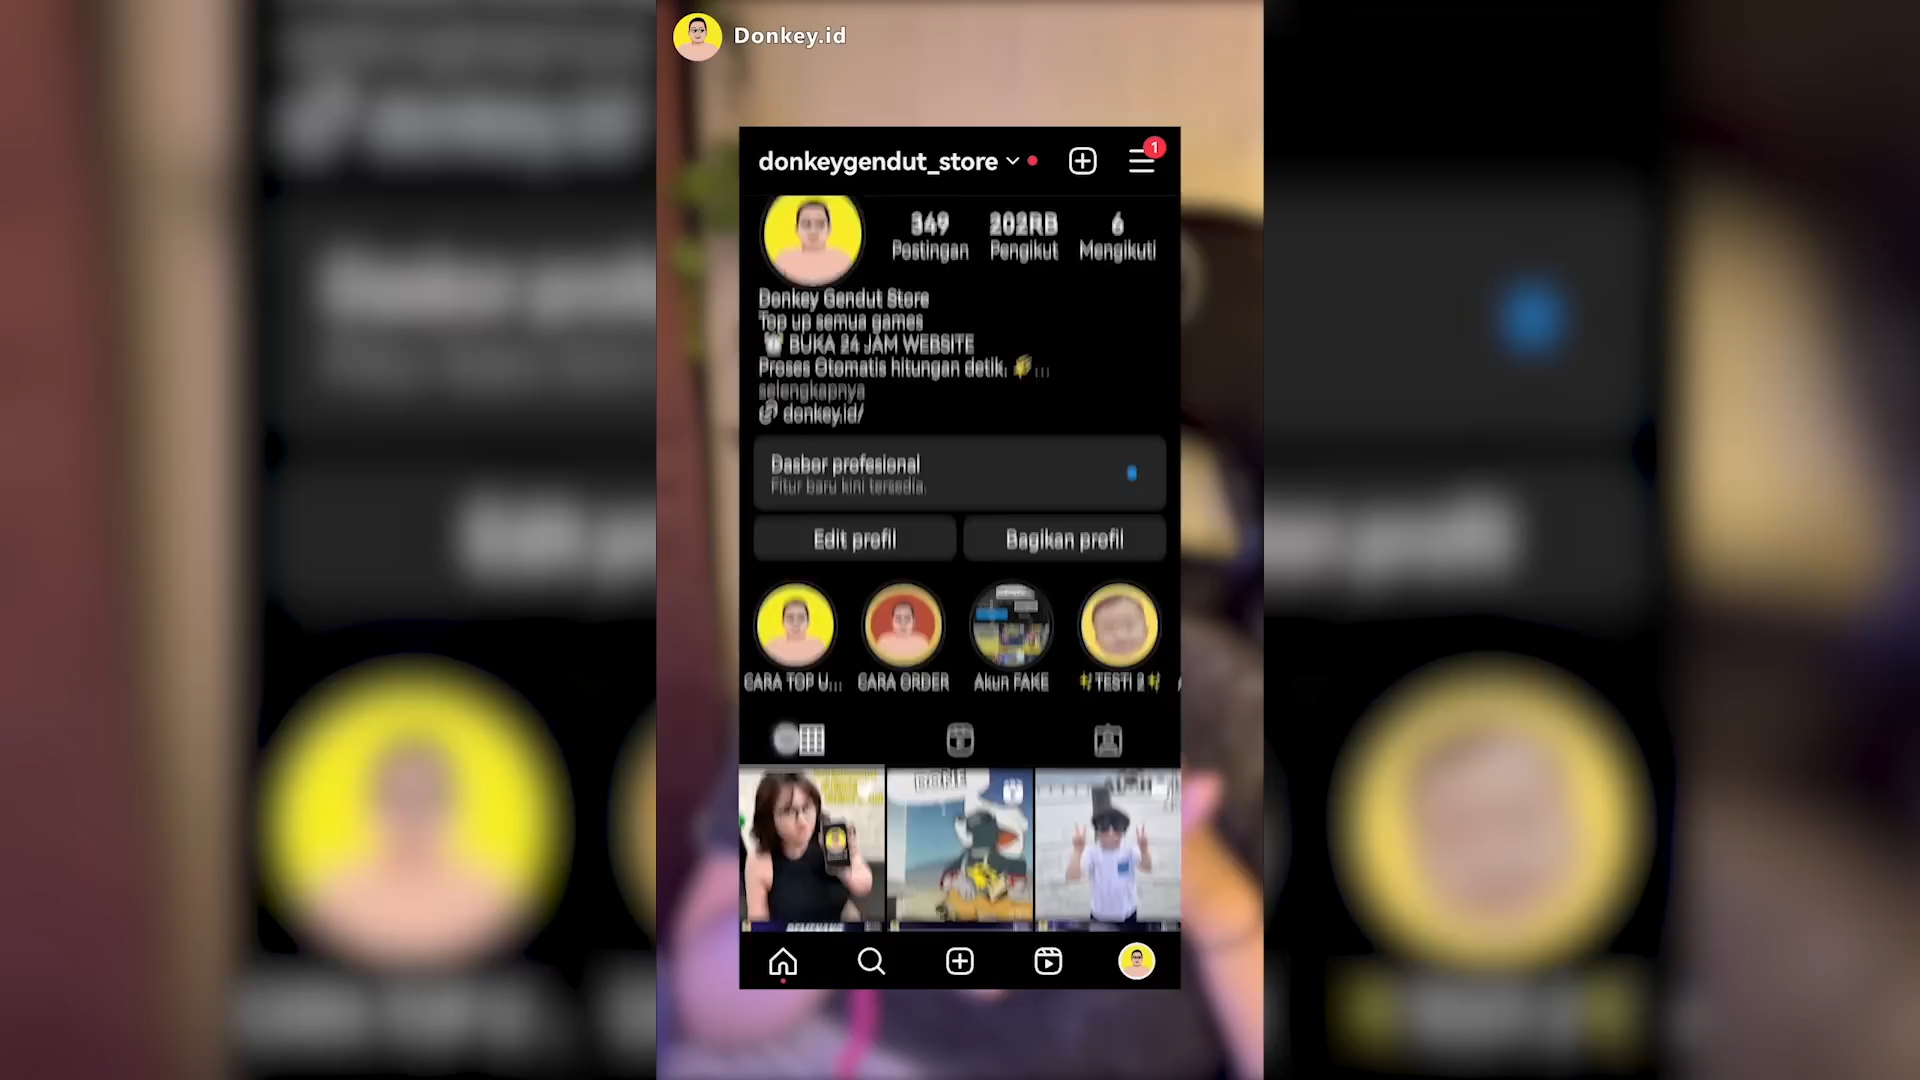 Donkey.id
donkeygendut_store
1
349 202RB 6
Postingan Pengikut Mengikuti
Donkey Gendut Store
Top up semua games
BUKA 24 JAM WEBSITE
Proses Otomatis hitungan detik. ...
selengkapnya
donkey.id/
Dasbor profesional
Fitur baru kini tersedia.
Edit profil Bagikan profil
CARA TOP U... CARA ORDER Akun FAKE TESTI 2
DONE